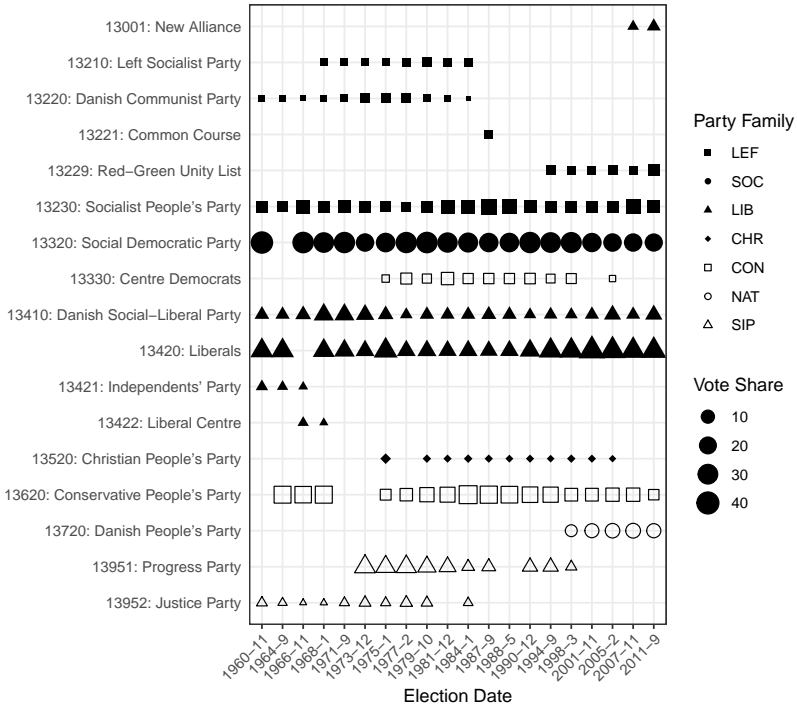 13001: New Alliance
13210: Left Socialist Party
13220: Danish Communist Party
13221: Common Course
13229: Red−Green Unity List
13230: Socialist People's Party
13320: Social Democratic Party
13330: Centre Democrats
13410: Danish Social−Liberal Party
13420: Liberals
13421: Independents' Party
13422: Liberal Centre
13520: Christian People's Party
13620: Conservative People's Party
13720: Danish People's Party
13951: Progress Party
13952: Justice Party
1960−11
1964−9
1966−11
1968−1
1971−9
1973−12
1975−1
1977−2
1979−10
1981−12
1984−1
1987−9
1988−5
1990−12
1994−9
1998−3
2001−11
2005−2
2007−11
2011−9
Election Date
Party Family
LEF
SOC
LIB
CHR
CON
NAT
SIP
Vote Share
10
20
30
40